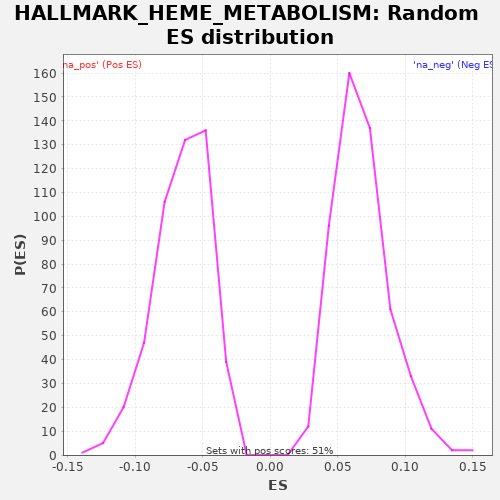 HALLMARK_HEME_METABOLISM: Random
ES distribution
na_pos' (Pos ES)
'na_neg' (Neg ES
160
150
140
130
120
110
100
90
80
70
60
50
40
30
20
10
0
P(ES)
Sets with pos scores: 51%
-0.15 -0.10 -0.05 0.00 0.05 0.10 0.15
ES